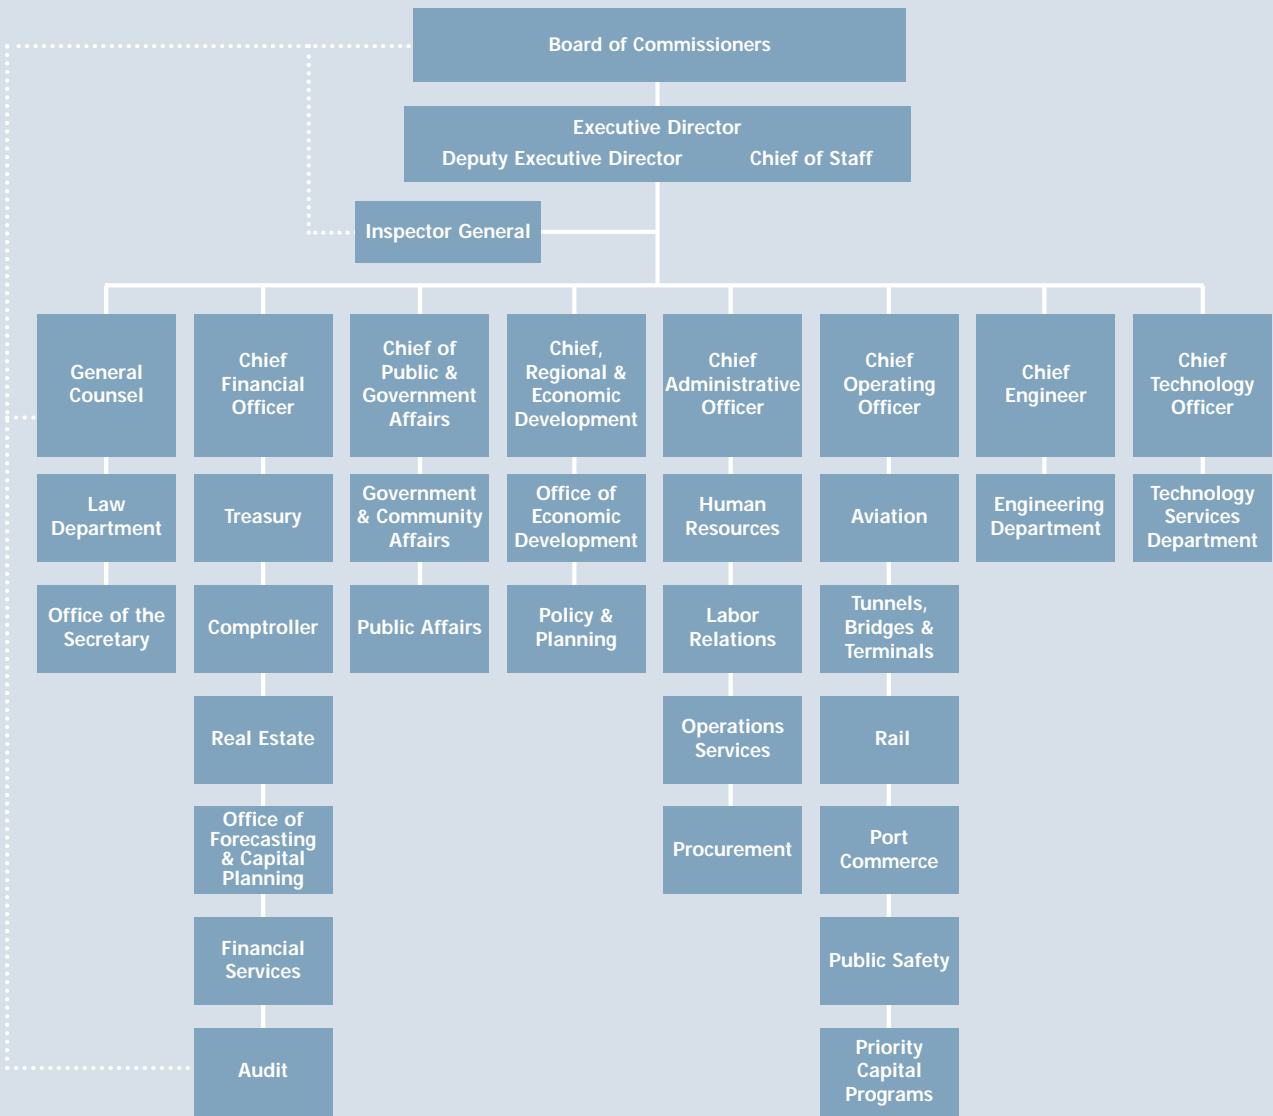 Board of Commissioners
Executive Director
Deputy Executive Director Chief of Staff
Inspector General
General
Counsel
Chief
Financial
Officer
Chief of
Public &
Government
Affairs
Chief,
Regional &
Economic
Development
Chief
Administrative
Officer
Chief
Operating
Officer
Chief
Engineer
Chief
Technology
Officer
Law
Department
Treasury
Government
& Community
Affairs
Office of
Economic
Development
Human
Resources
Aviation
Engineering
Department
Technology
Services
Department
Office of the
Secretary
Comptroller
Public Affairs
Policy &
Planning
Labor
Relations
Tunnels,
Bridges &
Terminals
Real Estate
Operations
Services
Rail
Office of
Forecasting
& Capital
Planning
Procurement
Port
Commerce
Financial
Services
Public Safety
Audit
Priority
Capital
Programs